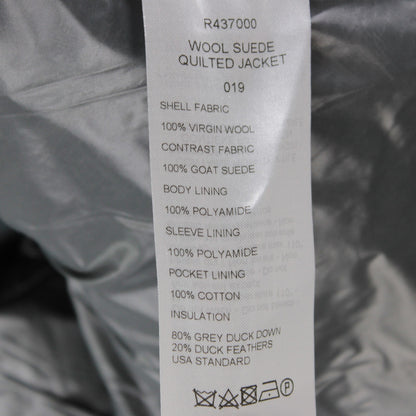 R437000
WOOL SUEDE
QUILTED JACKET
019
SHELL FABRIC
100% VIRGIN WOOL
CONTRAST FABRIC
100% GOAT SUEDE
BODY LINING
100% POLYAMIDE
SLEEVE LINING
100% POLYAMIDE
POCKET LINING
100% COTTON
INSULATION
80% GREY DUCK DOWN
20% DUCK FEATHERS
USA STANDARD
P